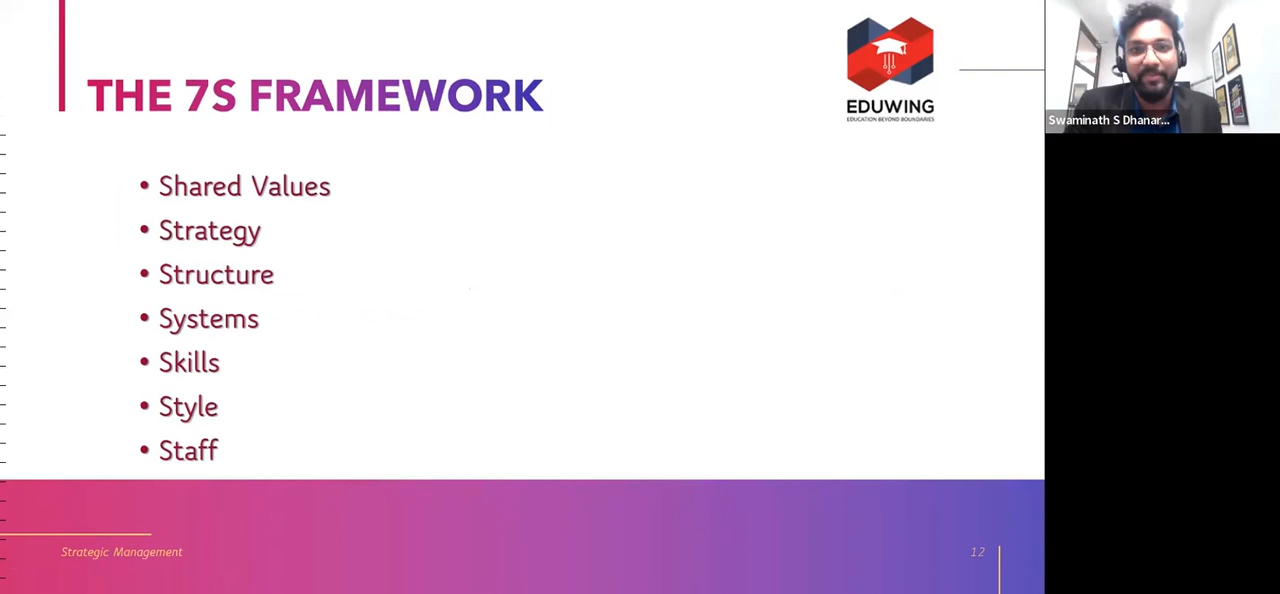 THE 7S FRAMEWORK
EDUWING
EDUCATION BEYOND BOUNDARIES
Swaminath S Dhanar...
• Shared Values
• Strategy
• Structure
• Systems
• Skills
• Style
• Staff
Strategic Management
12